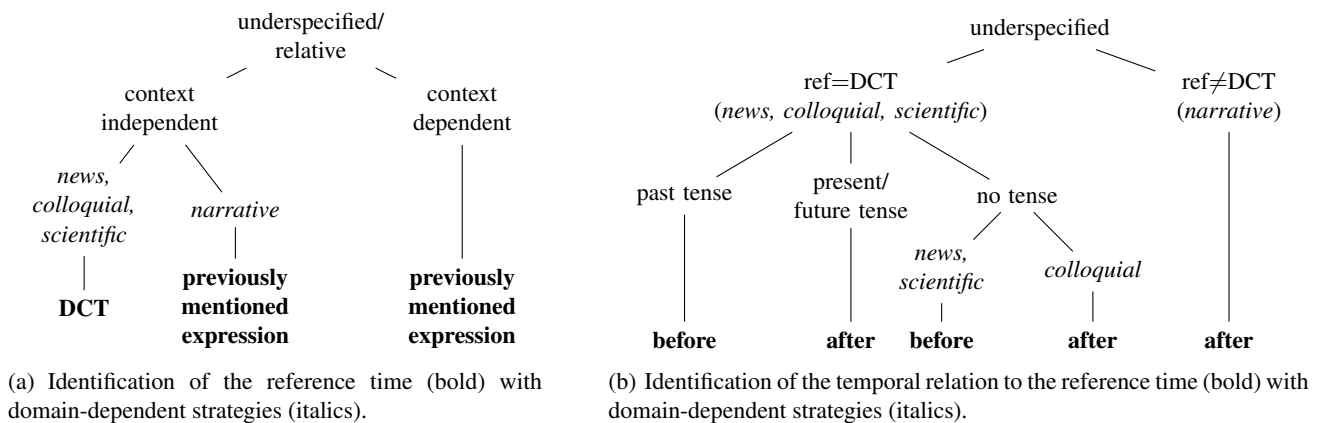 underspecified/
relative
context
independent
context
dependent
news,
colloquial,
scientific
narrative
DCT
previously
mentioned
expression
previously
mentioned
expression
(a) Identification of the reference time (bold) with
domain-dependent strategies (italics).
underspecified
ref=DCT
(news, colloquial, scientific)
ref≠DCT
(narrative)
past tense
present/
future tense
no tense
news,
scientific
colloquial
before
after
before
after
after
(b) Identification of the temporal relation to the reference time (bold) with
domain-dependent strategies (italics).